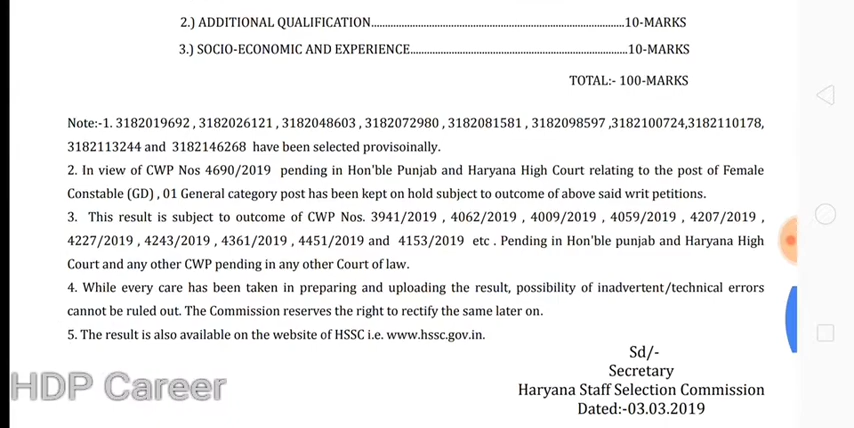 2.) ADDITIONAL QUALIFICATION..............................................................................................10-MARKS
3.) SOCIO-ECONOMIC AND EXPERIENCE.................................................................................10-MARKS
TOTAL:- 100-MARKS
Note:-1. 3182019692 , 3182026121 , 3182048603 , 3182072980 , 3182081581 , 3182098597 ,3182100724,3182110178,
3182113244 and 3182146268 have been selected provisoinally.
2. In view of CWP Nos 4690/2019 pending in Hon'ble Punjab and Haryana High Court relating to the post of Female
Constable (GD) , 01 General category post has been kept on hold subject to outcome of above said writ petitions.
3. This result is subject to outcome of CWP Nos. 3941/2019 , 4062/2019 , 4009/2019 , 4059/2019 , 4207/2019 ,
4227/2019 , 4243/2019 , 4361/2019 , 4451/2019 and 4153/2019 etc . Pending in Hon'ble punjab and Haryana High
Court and any other CWP pending in any other Court of law.
4. While every care has been taken in preparing and uploading the result, possibility of inadvertent/technical errors
cannot be ruled out. The Commission reserves the right to rectify the same later on.
5. The result is also available on the website of HSSC i.e. www.hssc.gov.in.
Sd/-
Secretary
Haryana Staff Selection Commission
Dated:-03.03.2019
HDP Career